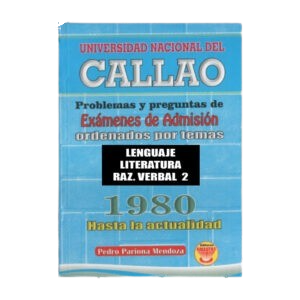 UNIVERSIDAD NACIONAL DEL
CALLAO
Problemas y preguntas de
Exámenes de Admisión
ordenados por temas
LENGUAJE
LITERATURA
RAZ. VERBAL 2
1980
Hasta la actualidad
Pedro Pariona Mendoza